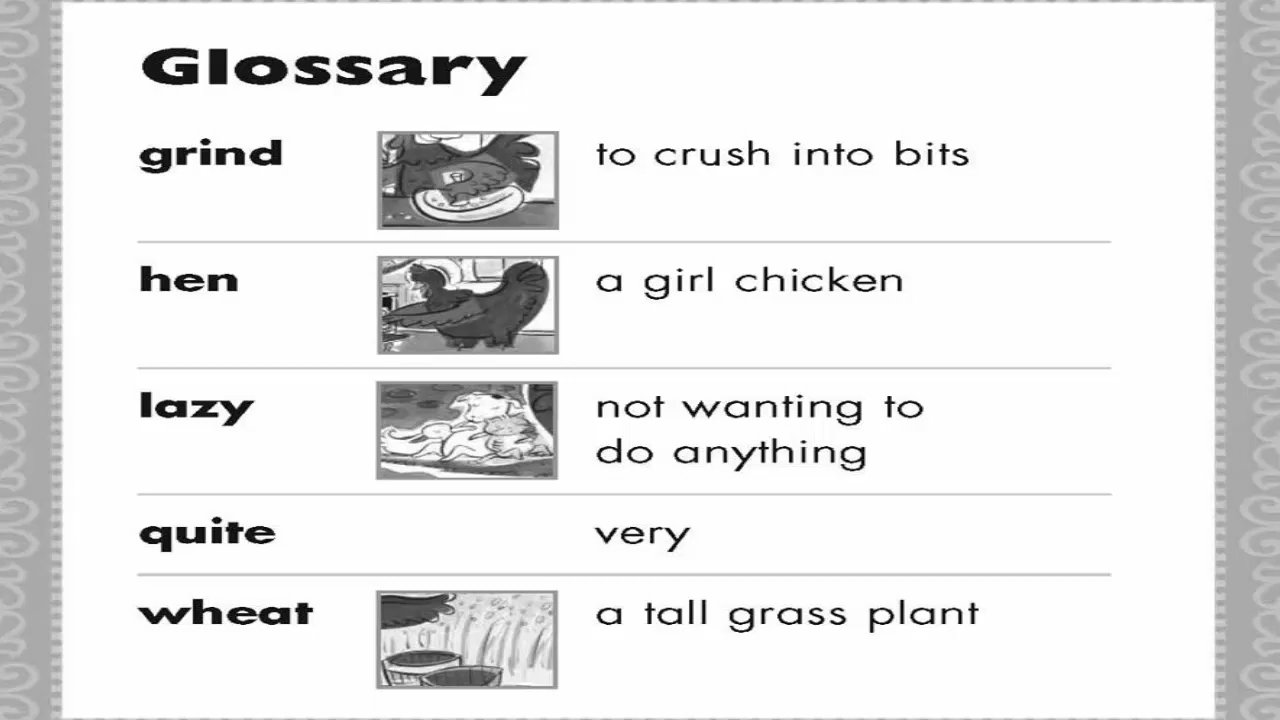 Glossary
grind to crush into bits
hen a girl chicken
lazy not wanting to
do anything
quite very
wheat a tall grass plant